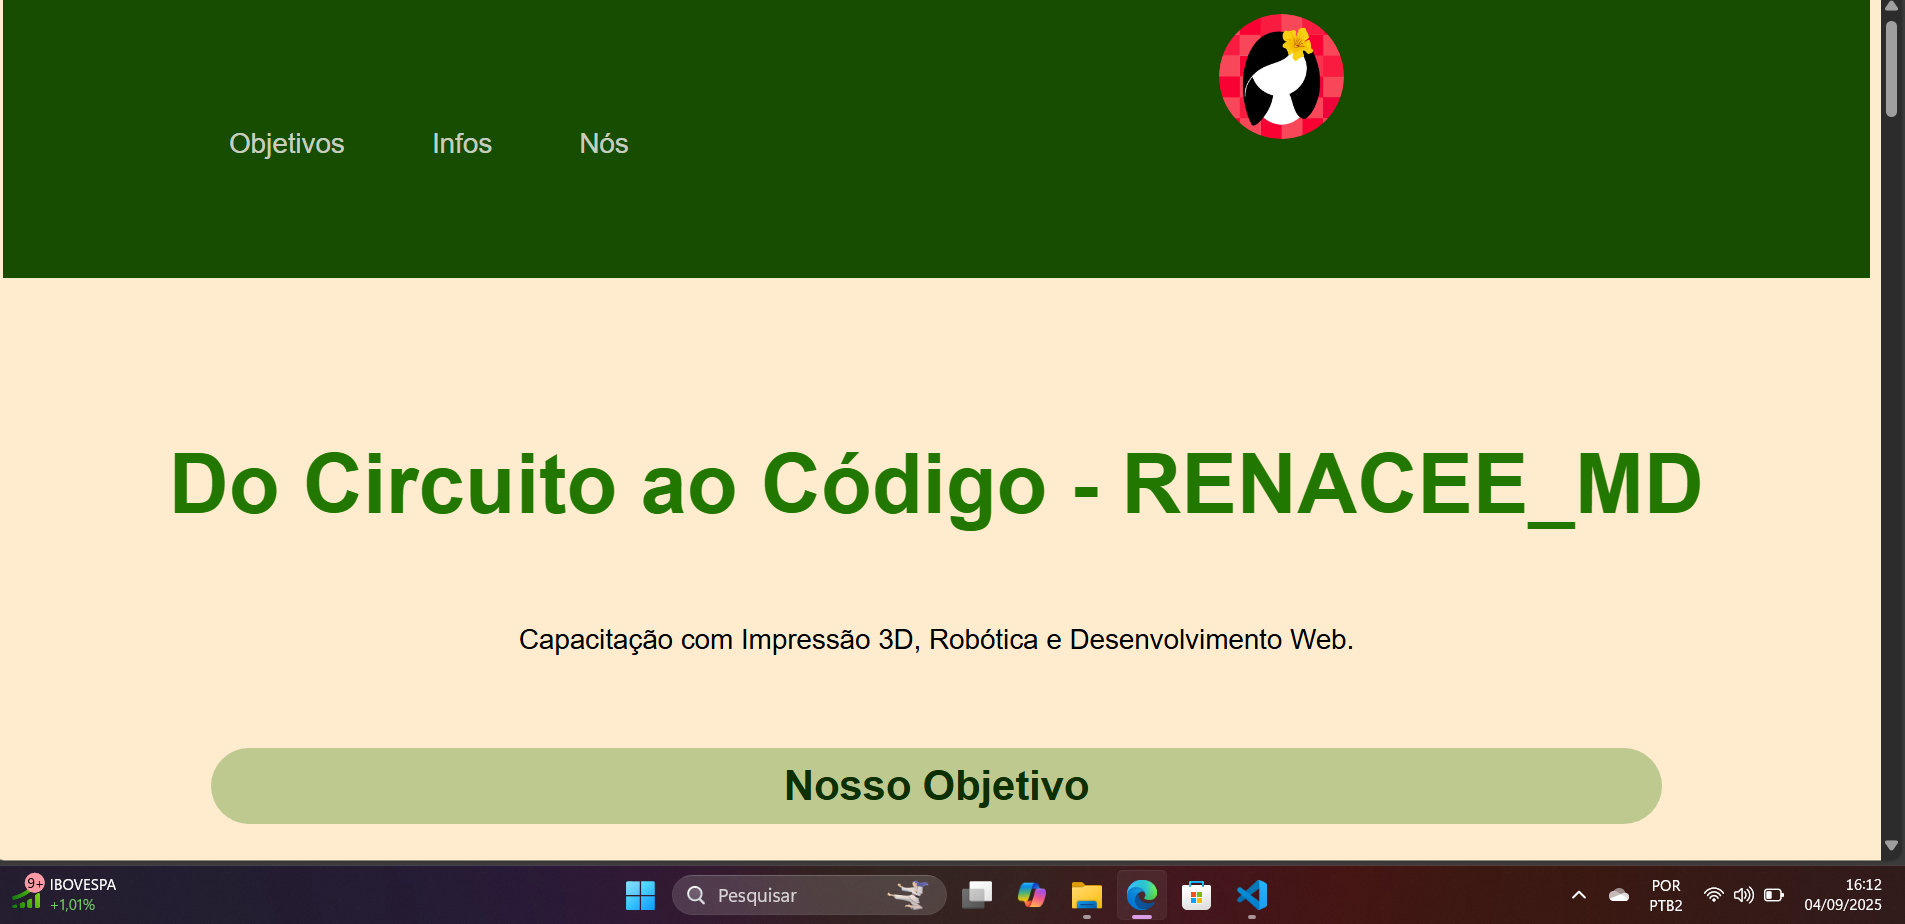 Objetivos Infos Nós
Do Circuito ao Código - RENACEE_MD
Capacitação com Impressão 3D, Robótica e Desenvolvimento Web.
Nosso Objetivo
9+ IBOVESPA
+1,01%
Pesquisar
POR
PTB2
16:12
04/09/2025